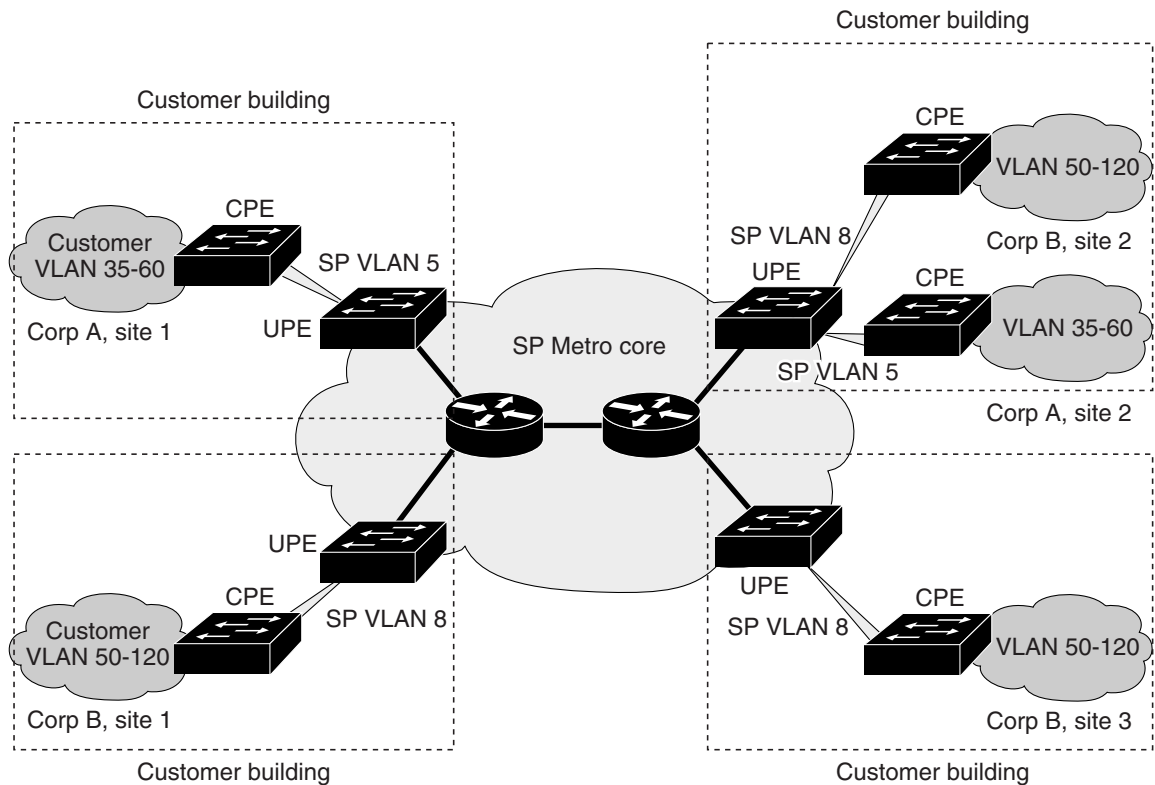 Customer building
Customer building
CPE
VLAN 50-120
CPE
SP VLAN 8
Corp B, site 2
Customer
VLAN 35-60
SP VLAN 5
UPE
CPE
Corp A, site 1
UPE
SP Metro core
VLAN 35-60
SP VLAN 5
Corp A, site 2
UPE
CPE
UPE
CPE
Customer
VLAN 50-120
SP VLAN 8
SP VLAN 8
VLAN 50-120
Corp B, site 1
Corp B, site 3
Customer building
Customer building